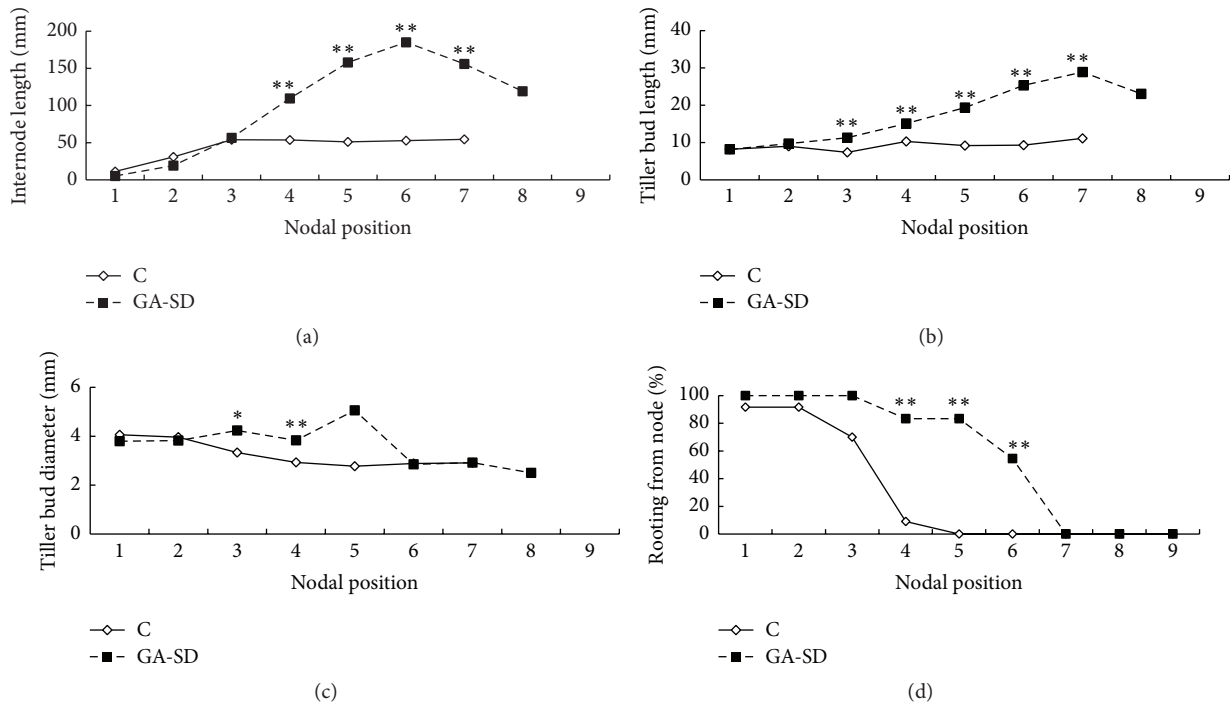 Internode length (mm)
200
150
100
50
0
** ** ** **
1 2 3 4 5 6 7 8 9
Nodal position
C
GA-SD
(a)
Tiller bud length (mm)
40
30
20
10
0
** ** ** ** **
1 2 3 4 5 6 7 8 9
Nodal position
C
GA-SD
(b)
Tiller bud diameter (mm)
6
4
2
0
* **
1 2 3 4 5 6 7 8 9
Nodal position
C
GA-SD
(c)
Rooting from node (%)
100
80
60
40
20
0
** ** **
1 2 3 4 5 6 7 8 9
Nodal position
C
GA-SD
(d)